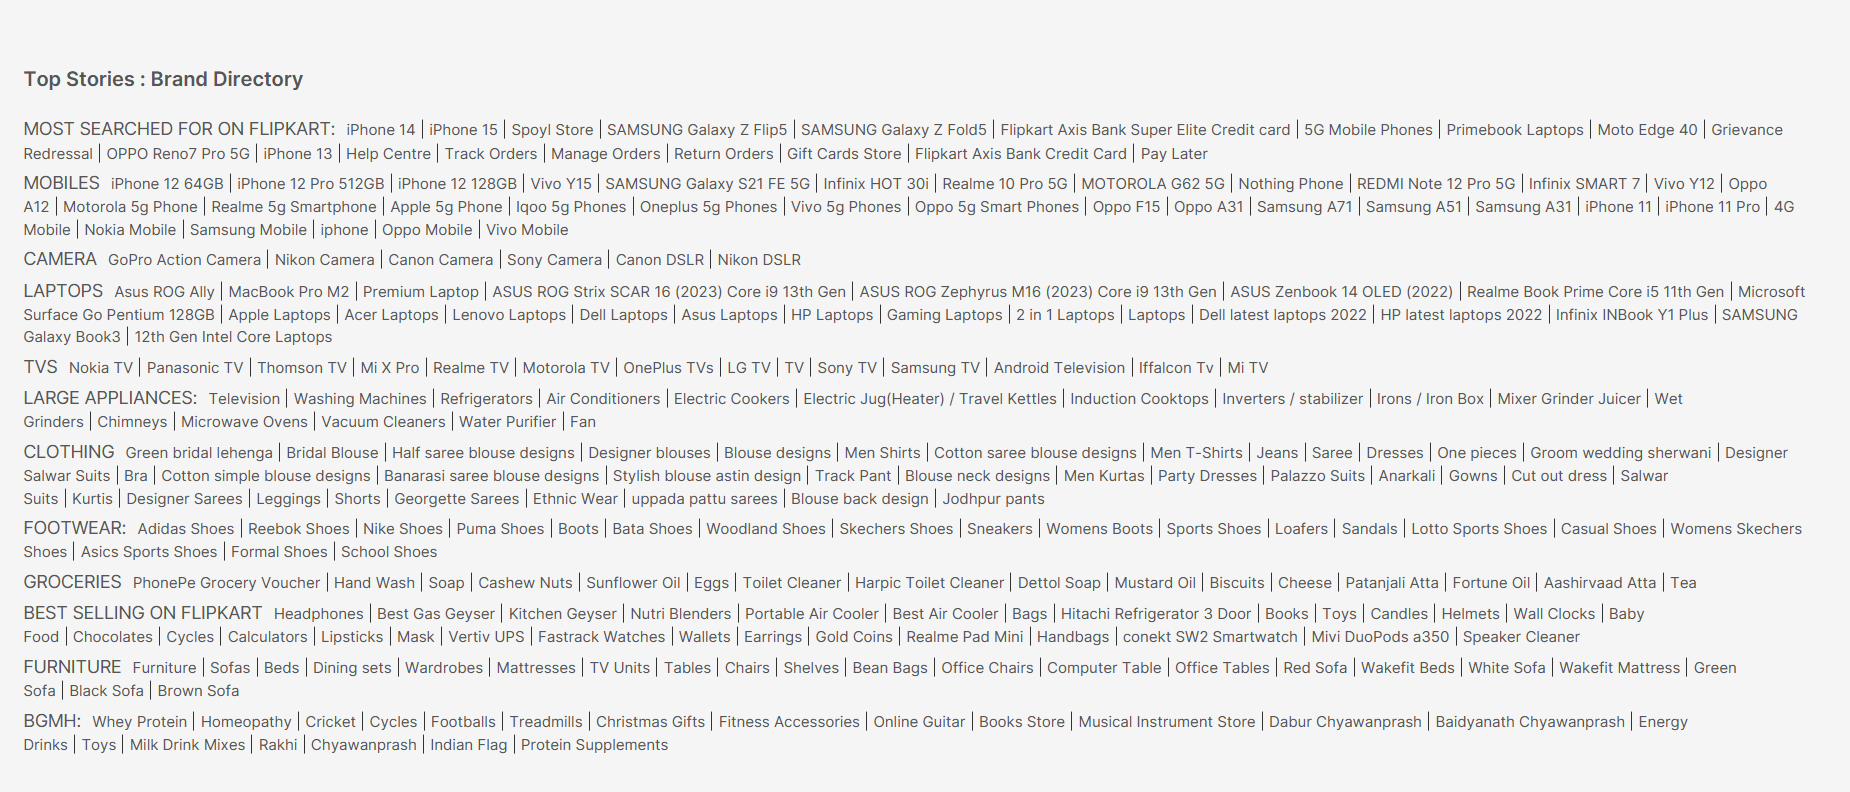 Top Stories : Brand Directory
MOST SEARCHED FOR ON FLIPKART: iPhone 14 | iPhone 15 | Spoyl Store | SAMSUNG Galaxy Z Flip5 | SAMSUNG Galaxy Z Fold5 | Flipkart Axis Bank Super Elite Credit card | 5G Mobile Phones | Primebook Laptops | Moto Edge 40 | Grievance
Redressal | OPPO Reno7 Pro 5G | iPhone 13 | Help Centre | Track Orders | Manage Orders | Return Orders | Gift Cards Store | Flipkart Axis Bank Credit Card | Pay Later
MOBILES iPhone 12 64GB | iPhone 12 Pro 512GB | iPhone 12 128GB | Vivo Y15 | SAMSUNG Galaxy S21 FE 5G | Infinix HOT 30i | Realme 10 Pro 5G | MOTOROLA G62 5G | Nothing Phone | REDMI Note 12 Pro 5G | Infinix SMART 7 | Vivo Y12 | Oppo
A12 | Motorola 5g Phone | Realme 5g Smartphone | Apple 5g Phone | Iqoo 5g Phones | Oneplus 5g Phones | Vivo 5g Phones | Oppo 5g Smart Phones | Oppo F15 | Oppo A31 | Samsung A71 | Samsung A51 | Samsung A31 | iPhone 11 | iPhone 11 Pro | 4G
Mobile | Nokia Mobile | Samsung Mobile | iphone | Oppo Mobile | Vivo Mobile
CAMERA GoPro Action Camera | Nikon Camera | Canon Camera | Sony Camera | Canon DSLR | Nikon DSLR
LAPTOPS Asus ROG Ally | MacBook Pro M2 | Premium Laptop | ASUS ROG Strix SCAR 16 (2023) Core i9 13th Gen | ASUS ROG Zephyrus M16 (2023) Core i9 13th Gen | ASUS Zenbook 14 OLED (2022) | Realme Book Prime Core i5 11th Gen | Microsoft
Surface Go Pentium 128GB | Apple Laptops | Acer Laptops | Lenovo Laptops | Dell Laptops | Asus Laptops | HP Laptops | Gaming Laptops | 2 in 1 Laptops | Laptops | Dell latest laptops 2022 | HP latest laptops 2022 | Infinix INBook Y1 Plus | SAMSUNG
Galaxy Book3 | 12th Gen Intel Core Laptops
TVS Nokia TV | Panasonic TV | Thomson TV | Mi X Pro | Realme TV | Motorola TV | OnePlus TVs | LG TV | TV | Sony TV | Samsung TV | Android Television | Iffalcon Tv | Mi TV
LARGE APPLIANCES: Television | Washing Machines | Refrigerators | Air Conditioners | Electric Cookers | Electric Jug(Heater) / Travel Kettles | Induction Cooktops | Inverters / stabilizer | Irons / Iron Box | Mixer Grinder Juicer | Wet
Grinders | Chimneys | Microwave Ovens | Vacuum Cleaners | Water Purifier | Fan
CLOTHING Green bridal lehenga | Bridal Blouse | Half saree blouse designs | Designer blouses | Blouse designs | Men Shirts | Cotton saree blouse designs | Men T-Shirts | Jeans | Saree | Dresses | One pieces | Groom wedding sherwani | Designer
Salwar Suits | Bra | Cotton simple blouse designs | Banarasi saree blouse designs | Stylish blouse astin design | Track Pant | Blouse neck designs | Men Kurtas | Party Dresses | Palazzo Suits | Anarkali | Gowns | Cut out dress | Salwar
Suits | Kurtis | Designer Sarees | Leggings | Shorts | Georgette Sarees | Ethnic Wear | uppada pattu sarees | Blouse back design | Jodhpur pants
FOOTWEAR: Adidas Shoes | Reebok Shoes | Nike Shoes | Puma Shoes | Boots | Bata Shoes | Woodland Shoes | Skechers Shoes | Sneakers | Womens Boots | Sports Shoes | Loafers | Sandals | Lotto Sports Shoes | Casual Shoes | Womens Skechers
Shoes | Asics Sports Shoes | Formal Shoes | School Shoes
GROCERIES PhonePe Grocery Voucher | Hand Wash | Soap | Cashew Nuts | Sunflower Oil | Eggs | Toilet Cleaner | Harpic Toilet Cleaner | Dettol Soap | Mustard Oil | Biscuits | Cheese | Patanjali Atta | Fortune Oil | Aashirvaad Atta | Tea
BEST SELLING ON FLIPKART Headphones | Best Gas Geyser | Kitchen Geyser | Nutri Blenders | Portable Air Cooler | Best Air Cooler | Bags | Hitachi Refrigerator 3 Door | Books | Toys | Candles | Helmets | Wall Clocks | Baby
Food | Chocolates | Cycles | Calculators | Lipsticks | Mask | Vertiv UPS | Fastrack Watches | Wallets | Earrings | Gold Coins | Realme Pad Mini | Handbags | conekt SW2 Smartwatch | Mivi DuoPods a350 | Speaker Cleaner
FURNITURE Furniture | Sofas | Beds | Dining sets | Wardrobes | Mattresses | TV Units | Tables | Chairs | Shelves | Bean Bags | Office Chairs | Computer Table | Office Tables | Red Sofa | Wakefit Beds | White Sofa | Wakefit Mattress | Green
Sofa | Black Sofa | Brown Sofa
BGMH: Whey Protein | Homeopathy | Cricket | Cycles | Footballs | Treadmills | Christmas Gifts | Fitness Accessories | Online Guitar | Books Store | Musical Instrument Store | Dabur Chyawanprash | Baidyanath Chyawanprash | Energy
Drinks | Toys | Milk Drink Mixes | Rakhi | Chyawanprash | Indian Flag | Protein Supplements